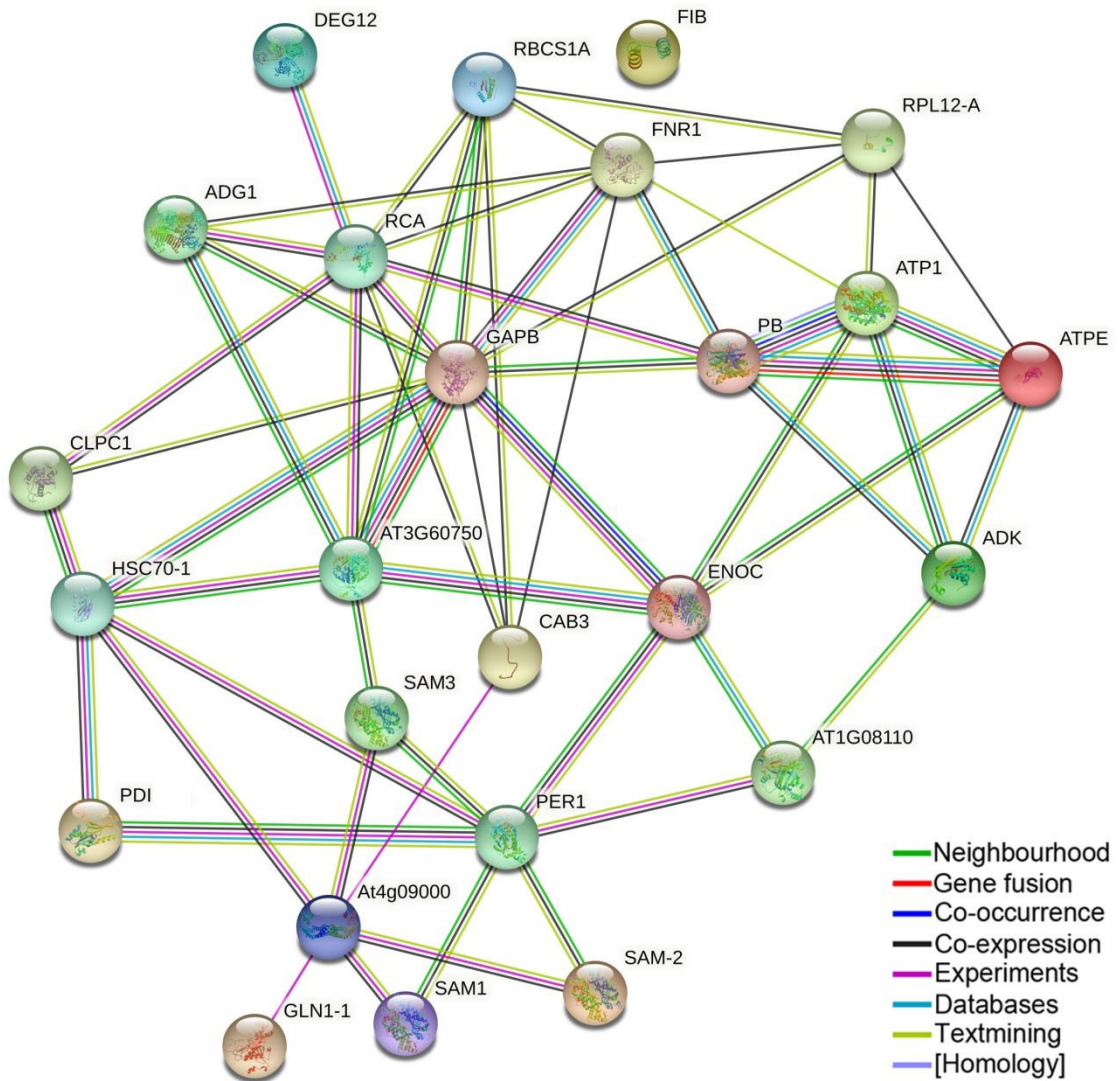 DEG12
FIB
RBCS1A
RPL12-A
FNR1
ADG1
RCA
ATP1
PB
ATPE
GAPB
CLPC1
AT3G60750
ADK
HSC70-1
ENOC
CAB3
SAM3
AT1G08110
PDI
PER1
At4g09000
SAM-2
SAM1
GLN1-1
Neighbourhood
Gene fusion
Co-occurrence
Co-expression
Experiments
Databases
Textmining
[Homology]